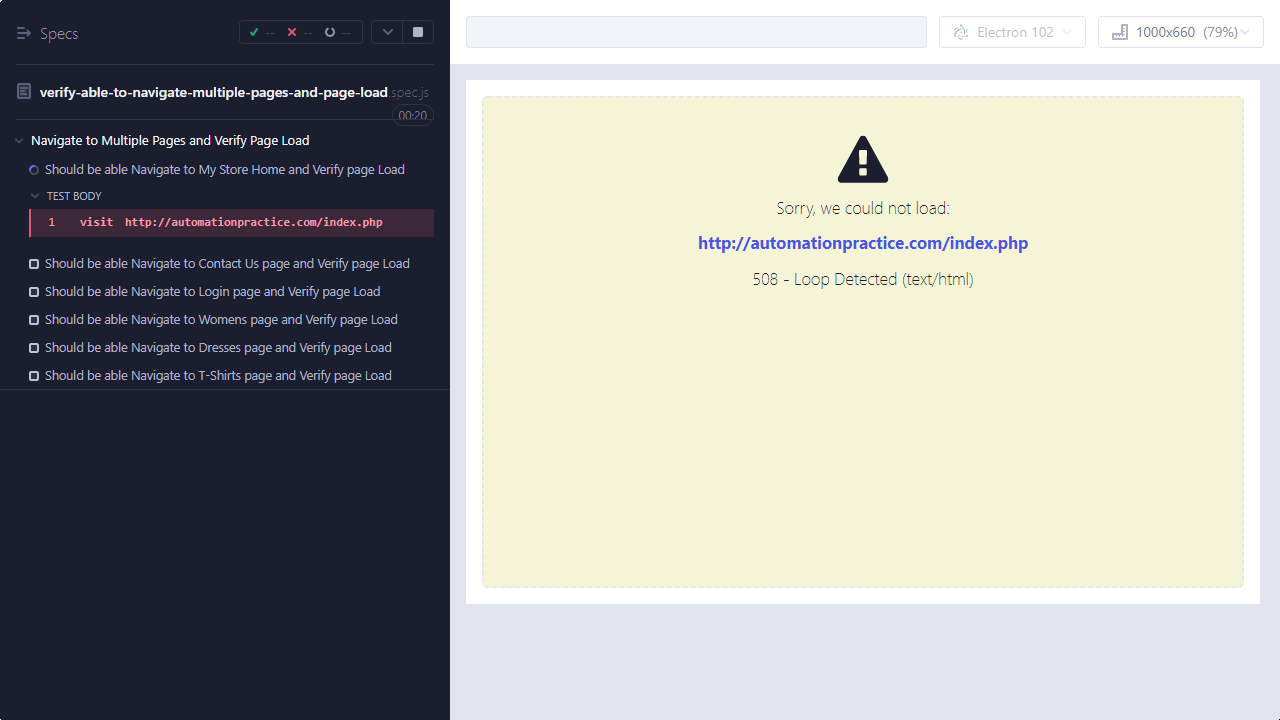 Specs
-- -- --
verify-able-to-navigate-multiple-pages-and-page-load.spec.js
00:20
Navigate to Multiple Pages and Verify Page Load
Should be able Navigate to My Store Home and Verify page Load
TEST BODY
1 visit http://automationpractice.com/index.php
Should be able Navigate to Contact Us page and Verify page Load
Should be able Navigate to Login page and Verify page Load
Should be able Navigate to Womens page and Verify page Load
Should be able Navigate to Dresses page and Verify page Load
Should be able Navigate to T-Shirts page and Verify page Load
Electron 102
1000x660 (79%)
Sorry, we could not load:
http://automationpractice.com/index.php
508 - Loop Detected (text/html)